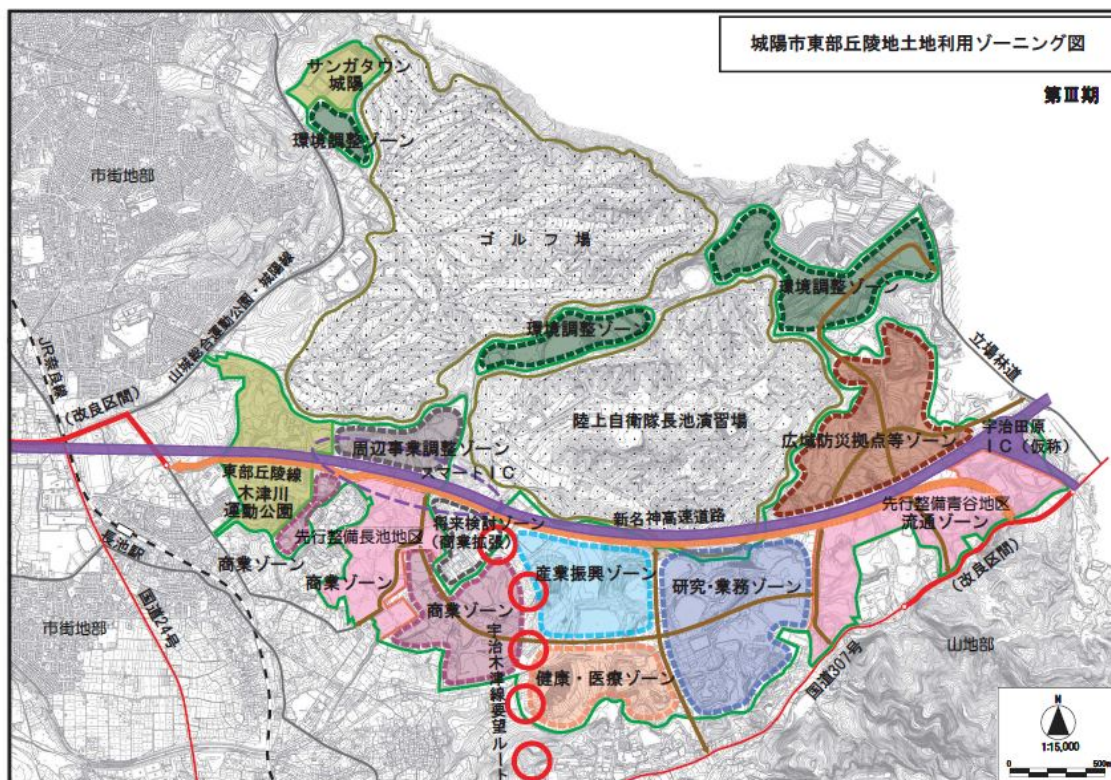 城陽市東部丘陵地土地利用ゾーニング図
第Ⅲ期
サンガタウン
城陽
環境調整ゾーン
市街地部
ゴルフ場
山城総合運動公園・城陽線
環境調整ゾーン
環境調整ゾーン
JR奈良線
(改良区間)
立場林道
陸上自衛隊長池演習場
広域防災拠点等ゾーン
宇治田原
IC(仮称)
周辺事業調整ゾーン
スマートIC
東部丘陵線
木津川
運動公園
新名神高速道路
先行整備青谷地区
流通ゾーン
先行整備長池地区
将来検討ゾーン
(商業拡張)
長池駅
商業ゾーン
商業ゾーン
商業ゾーン
産業振興ゾーン
研究・業務ゾーン
(改良区間)
国道24号
市街地部
宇治木津線要望ルート
健康・医療ゾーン
国道307号
山地部
N
1:15,000
0 500m